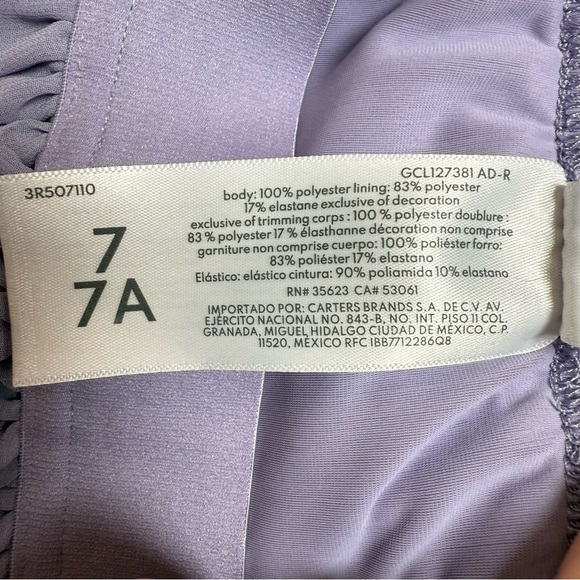 3R507110
GCL127381 AD-R
7
7A
body: 100% polyester lining: 83% polyester
17% elastane exclusive of decoration
exclusive of trimming corps : 100 % polyester doublure :
83 % polyester 17 % élasthanne décoration non comprise
garniture non comprise cuerpo: 100% poliéster forro:
83% poliéster 17% elastano
Elástico: elástico cintura: 90% poliamida 10% elastano
RN# 35623 CA# 53061
IMPORTADO POR: CARTERS BRANDS S.A. DE C.V. AV.
EJÉRCITO NACIONAL NO. 843-B, NO. INT. PISO 11 COL
GRANADA, MIGUEL HIDALGO CIUDAD DE MÉXICO, C.P.
11520, MÉXICO RFC IBB7712286Q8